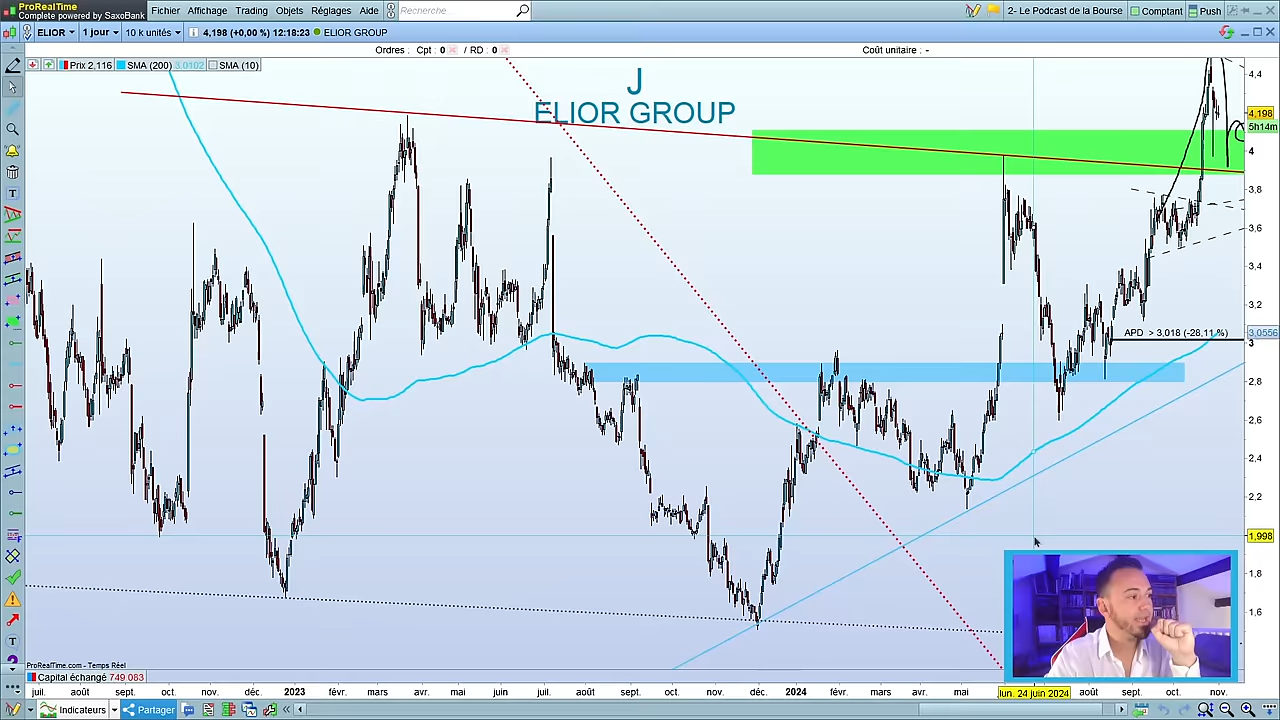 ProRealTime
Complete powered by SaxoBank
Fichier Affichage Trading Objets Réglages Aide
Recherche
2- Le Podcast de la Bourse
Comptant
Push
ELIOR
1 jour
10 k unités
4,198 (+0,00 %) 12:18:23
ELIOR GROUP
Ordres : Cpt : 0 / RD : 0
Coût unitaire : -
Prix 2,116
SMA (200) 3.0102
SMA (10)
J
ELIOR GROUP
4,4
4,198
5h14m
4
3,8
3,6
3,4
3,2
APD > 3,018 (-28,11 %)
3,0556
3
2,8
2,6
2,4
2,2
1,998
1,8
1,6
ProRealTime.com - Temps Réel
Capital échangé 749 083
juil. août sept. oct. nov. déc. 2023 févr. mars avr. mai juin juil. août sept. oct. nov. déc. 2024 févr. mars avr. mai lun. 24 juin 2024 août sept. oct. nov.
Indicateurs
Partager